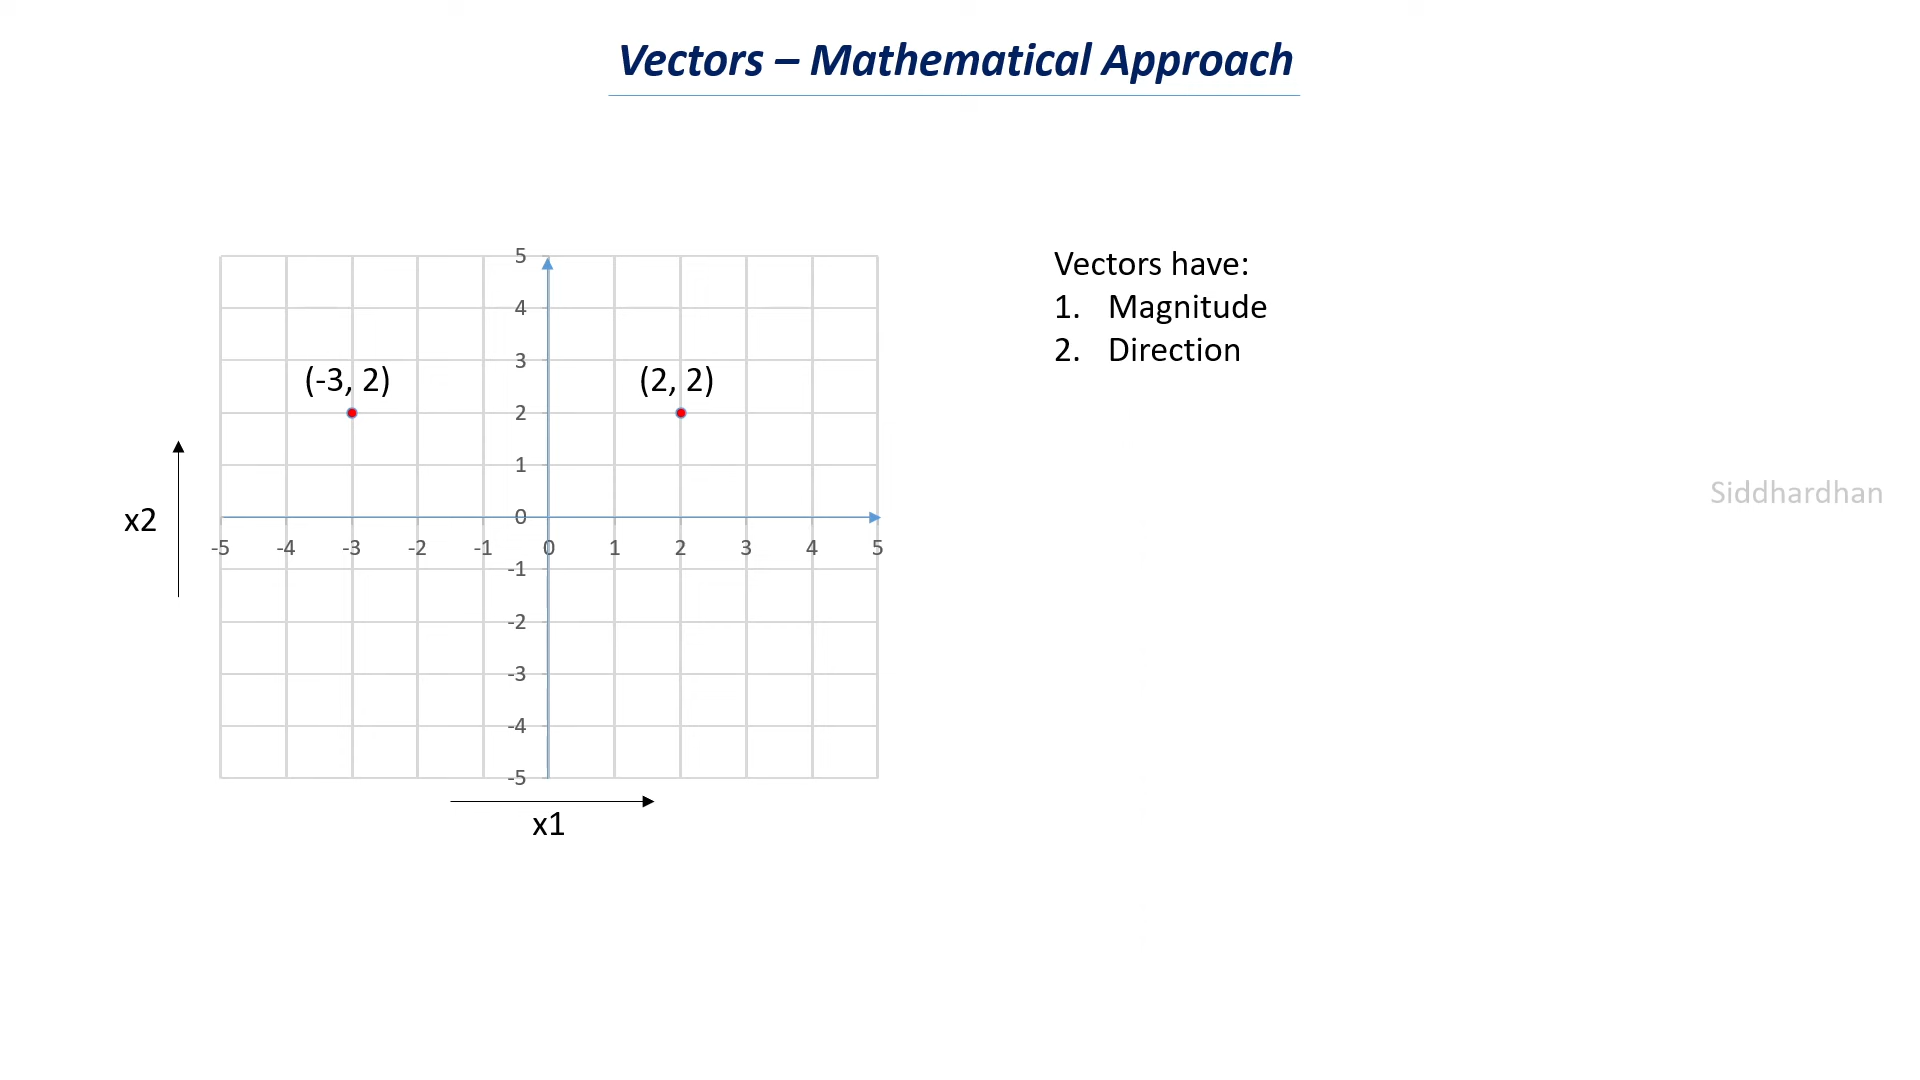 Vectors – Mathematical Approach
5
4
3
2
1
0
-1
-2
-3
-4
-5
-5 -4 -3 -2 -1 0 1 2 3 4 5
(-3, 2)
(2, 2)
x2
x1
Vectors have:
1. Magnitude
2. Direction
Siddhardhan